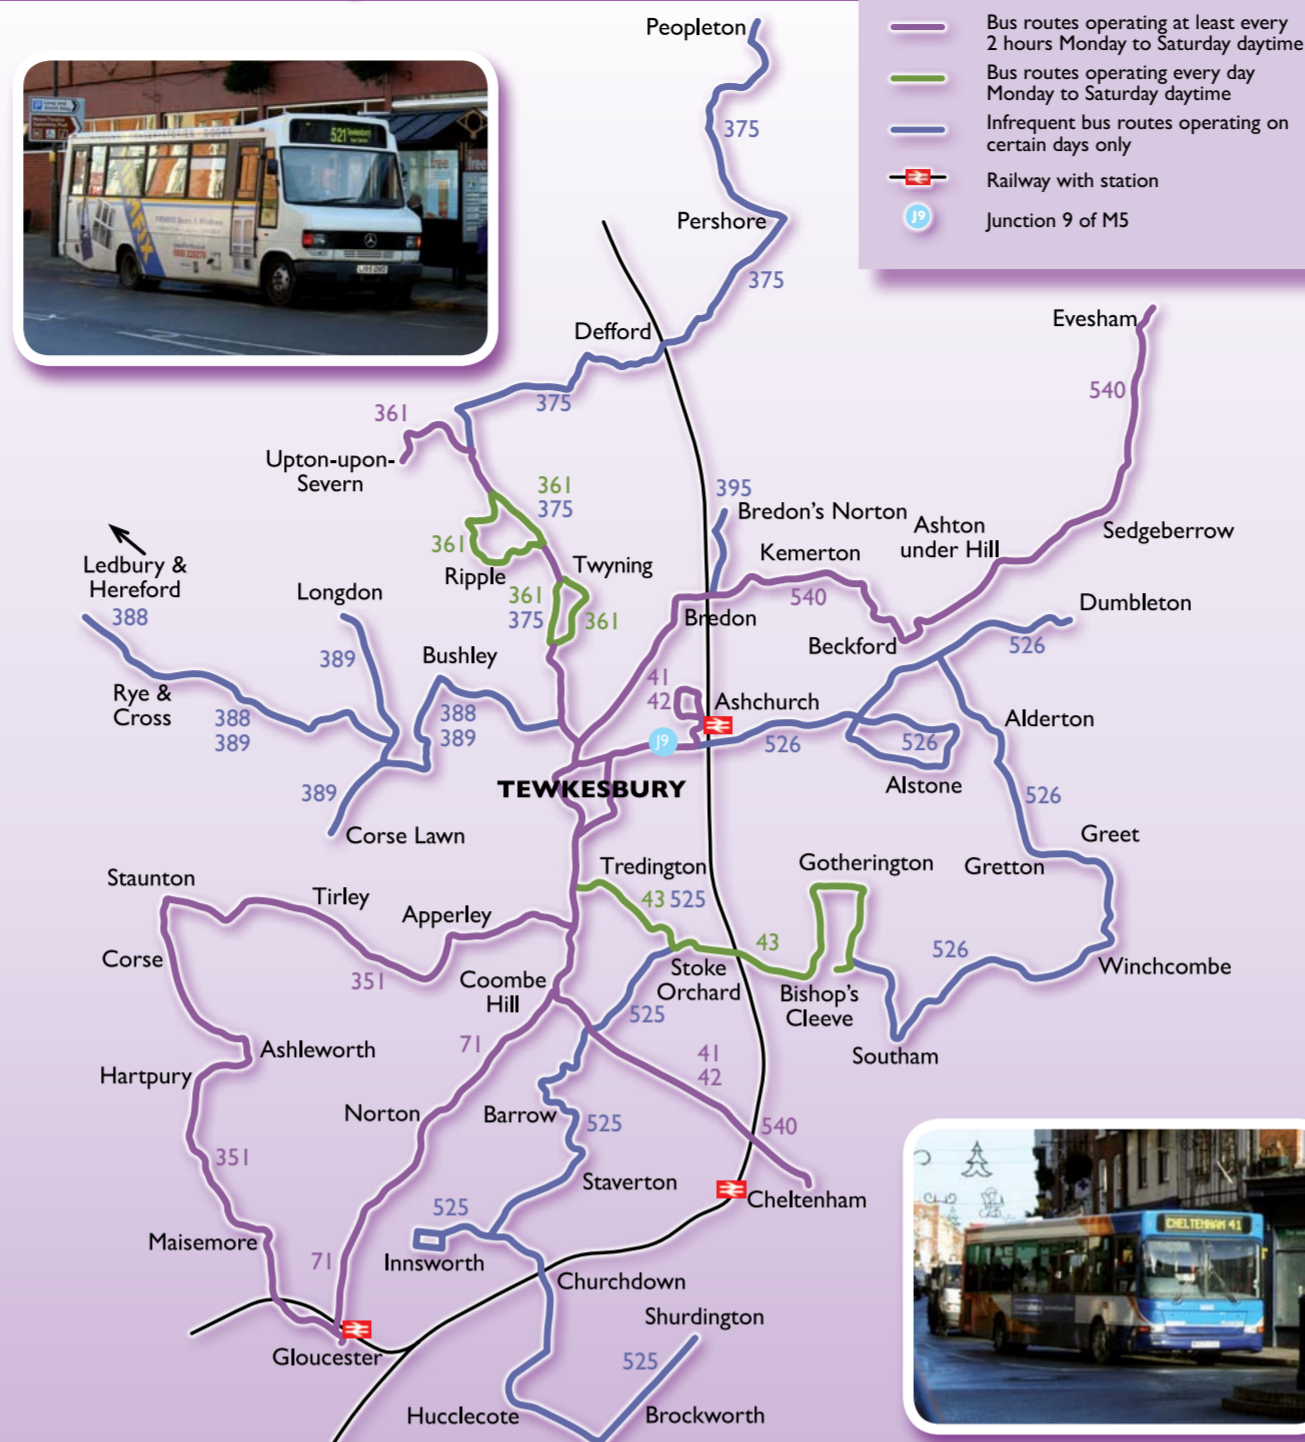 Bus routes operating at least every
2 hours Monday to Saturday daytime
Bus routes operating every day
Monday to Saturday daytime
Infrequent bus routes operating on
certain days only
Railway with station
J9
Junction 9 of M5
521
Peopleton
375
Pershore
375
Defford
375
Evesham
540
361
Upton-upon-
Severn
361
375
395
Bredon's Norton
Ashton
under Hill
Sedgeberrow
361
Ripple
Twyning
Kemerton
540
Ledbury &
Hereford
388
Longdon
361
375
361
Bredon
Beckford
Dumbleton
526
389
Bushley
Rye &
Cross
388
389
388
389
41
42
Ashchurch
J9
526
526
Alderton
Alstone
TEWKESBURY
389
Corse Lawn
526
Greet
Gretton
Staunton
Tirley
Apperley
Tredington
43 525
Gotherington
43
Corse
351
Coombe
Hill
Stoke
Orchard
Bishop's
Cleeve
526
Winchcombe
525
Southam
Ashleworth
Hartpury
71
41
42
Norton
Barrow
525
540
351
Staverton
Cheltenham
Maisemore
525
Innsworth
71
Churchdown
Gloucester
Shurdington
525
Hucclecote
Brockworth
CHELTENHAM 41